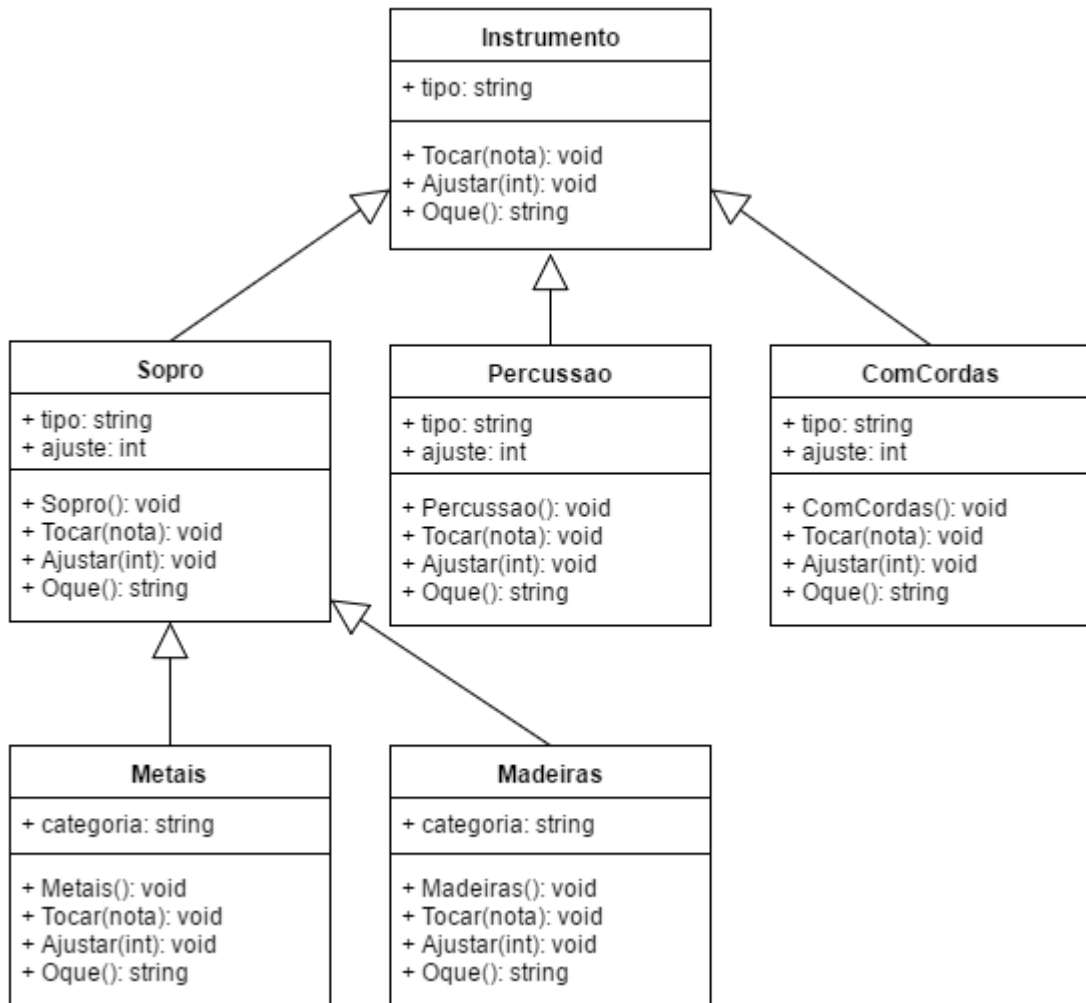 Instrumento
+ tipo: string
+ Tocar(nota): void
+ Ajustar(int): void
+ Oque(): string
Sopro
+ tipo: string
+ ajuste: int
+ Sopro(): void
+ Tocar(nota): void
+ Ajustar(int): void
+ Oque(): string
Percussao
+ tipo: string
+ ajuste: int
+ Percussao(): void
+ Tocar(nota): void
+ Ajustar(int): void
+ Oque(): string
ComCordas
+ tipo: string
+ ajuste: int
+ ComCordas(): void
+ Tocar(nota): void
+ Ajustar(int): void
+ Oque(): string
Metais
+ categoria: string
+ Metais(): void
+ Tocar(nota): void
+ Ajustar(int): void
+ Oque(): string
Madeiras
+ categoria: string
+ Madeiras(): void
+ Tocar(nota): void
+ Ajustar(int): void
+ Oque(): string